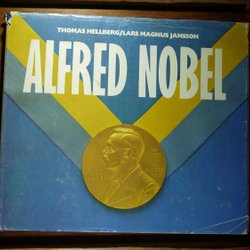 THOMAS HELLBERG/LARS MAGNUS JANSSON
ALFRED NOBEL